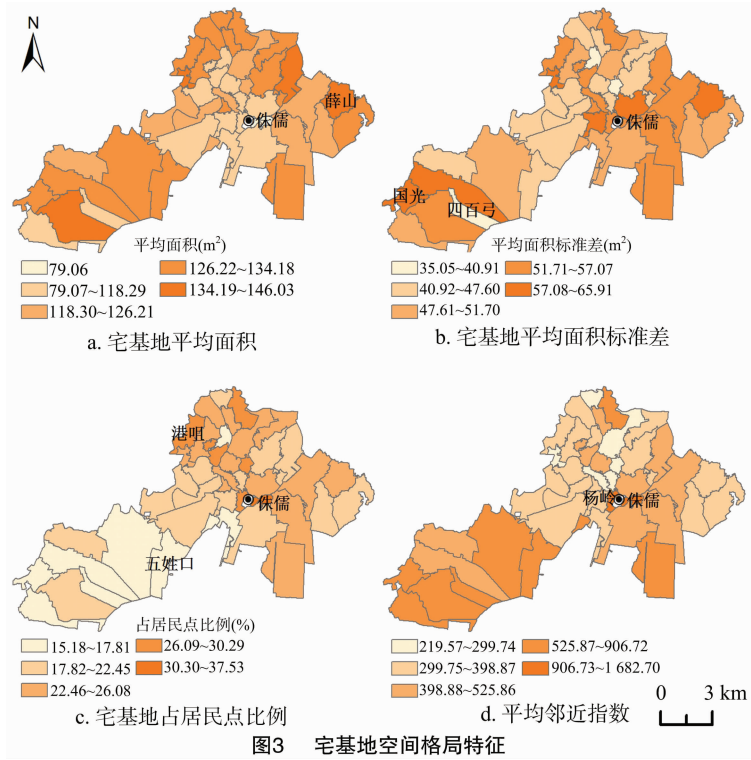 N
薛山
侏儒
平均面积(m²)
79.06
126.22~134.18
79.07~118.29
134.19~146.03
118.30~126.21
a. 宅基地平均面积
侏儒
国光
四百弓
平均面积标准差(m²)
35.05~40.91
51.71~57.07
40.92~47.60
57.08~65.91
47.61~51.70
b. 宅基地平均面积标准差
港咀
侏儒
五姓口
占居民点比例(%)
15.18~17.81
26.09~30.29
17.82~22.45
30.30~37.53
22.46~26.08
c. 宅基地占居民点比例
杨岭
侏儒
219.57~299.74
525.87~906.72
299.75~398.87
906.73~1 682.70
398.88~525.86
0 3 km
d. 平均邻近指数
图3 宅基地空间格局特征